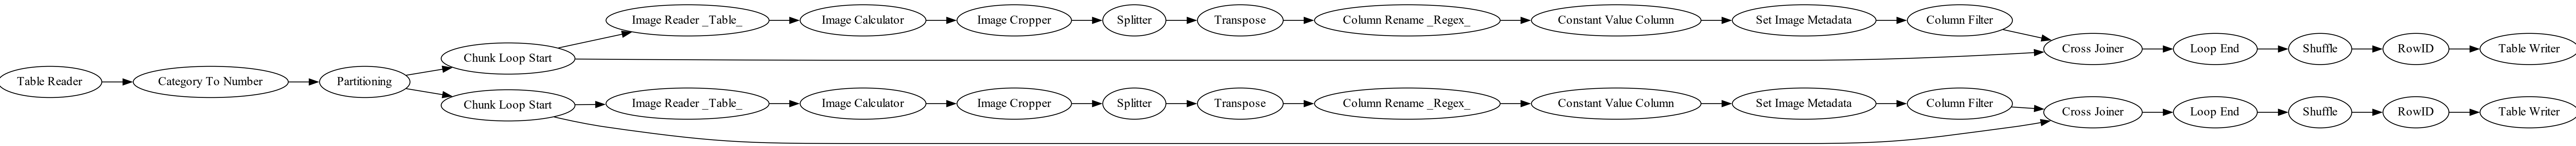 Table Reader
Category To Number
Partitioning
Chunk Loop Start
Image Reader _Table_
Image Calculator
Image Cropper
Splitter
Transpose
Column Rename _Regex_
Constant Value Column
Set Image Metadata
Column Filter
Cross Joiner
Loop End
Shuffle
RowID
Table Writer
Chunk Loop Start
Image Reader _Table_
Image Calculator
Image Cropper
Splitter
Transpose
Column Rename _Regex_
Constant Value Column
Set Image Metadata
Column Filter
Cross Joiner
Loop End
Shuffle
RowID
Table Writer